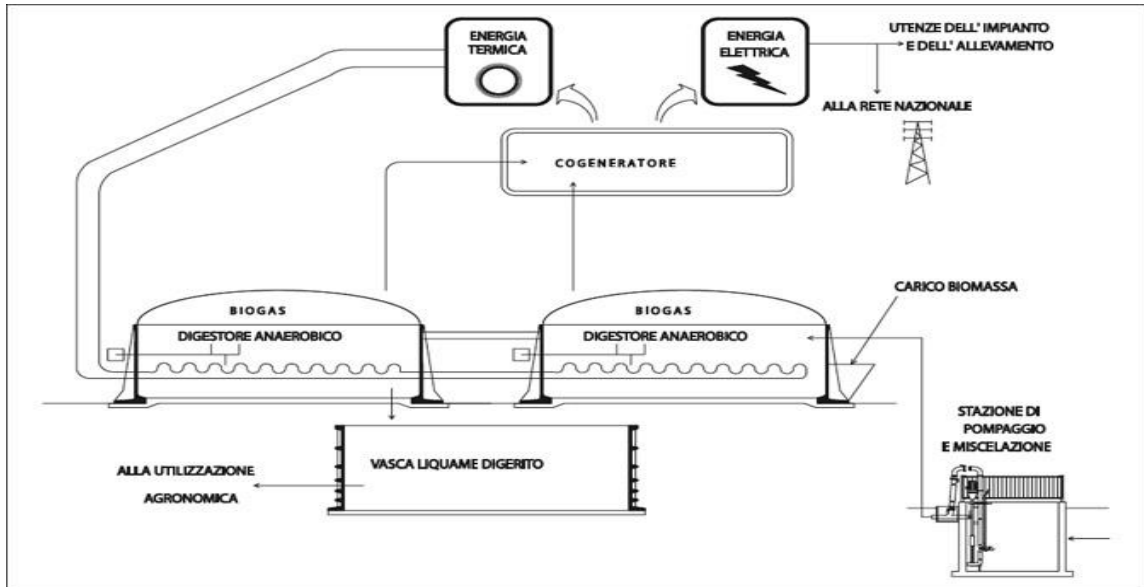 ENERGIA
TERMICA
ENERGIA
ELETTRICA
UTENZE DELL' IMPIANTO
E DELL' ALLEVAMENTO
ALLA RETE NAZIONALE
COGENERATORE
CARICO BIOMASSA
BIOGAS
DIGESTORE ANAEROBICO
BIOGAS
DIGESTORE ANAEROBICO
STAZIONE DI
POMPAGGIO
E MISCELAZIONE
VASCA LIQUAME DIGERITO
ALLA UTILIZZAZIONE
AGRONOMICA